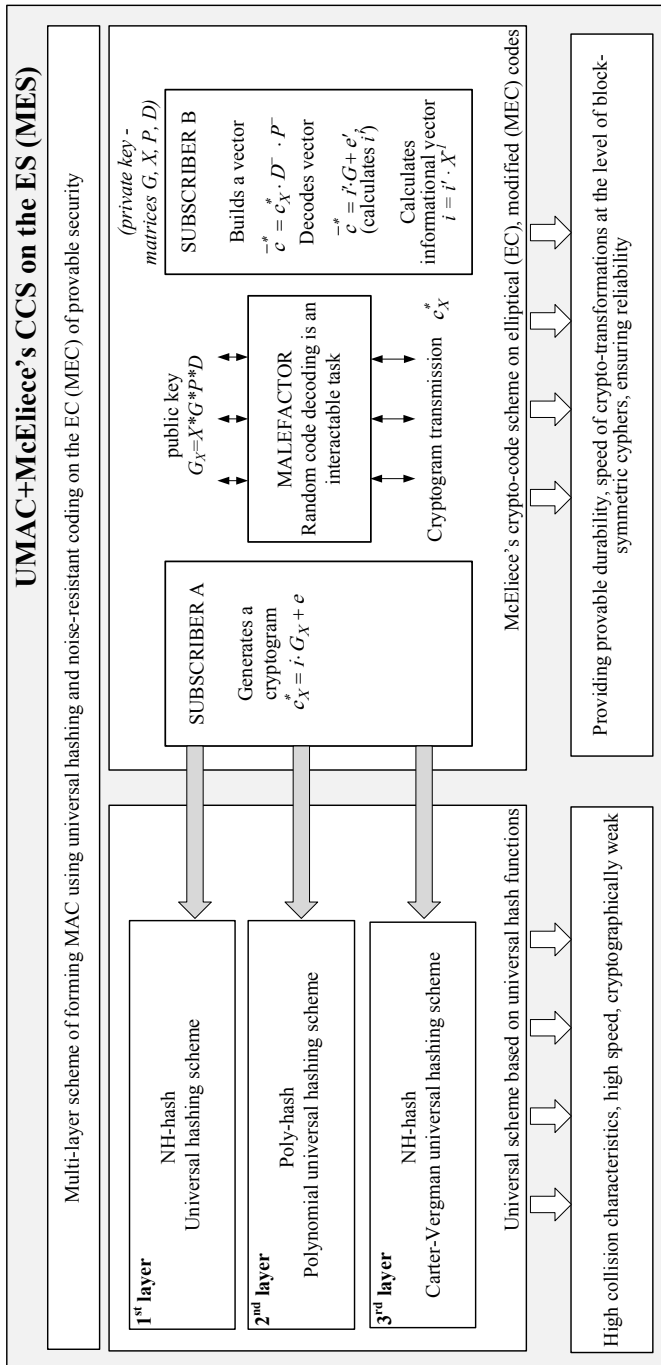 UMAC+McEliece's CCS on the ES (MES)
Multi-layer scheme of forming MAC using universal hashing and noise-resistant coding on the EC (MEC) of provable security
1st layer
NH-hash
Universal hashing scheme
2nd layer
Poly-hash
Polynomial universal hashing scheme
3rd layer
NH-hash
Carter-Vergman universal hashing scheme
Universal scheme based on universal hash functions
High collision characteristics, high speed, cryptographically weak
SUBSCRIBER A
Generates a
cryptogram
c*_X = i · G_X + e
public key
G_X=X*G*P*D
MALEFACTOR
Random code decoding is an
interactable task
Cryptogram transmission c*_X
(private key -
matrices G, X, P, D)
SUBSCRIBER B
Builds a vector
c̄* = c*_X · D⁻ · P⁻
Decodes vector
c̄* = i'·G + e',
(calculates i')
Calculates
informational vector
i = i' · X⁻¹
McEliece's crypto-code scheme on elliptical (EC), modified (MEC) codes
Providing provable durability, speed of crypto-transformations at the level of block-
symmetric cyphers, ensuring reliability